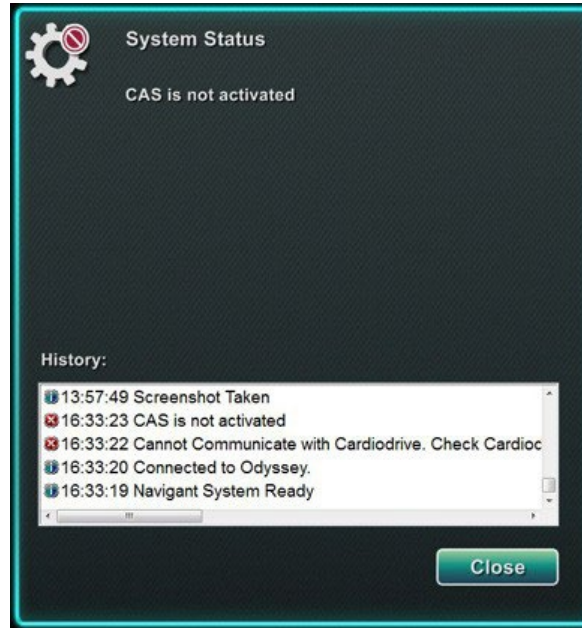 System Status
CAS is not activated
History:
13:57:49 Screenshot Taken
16:33:23 CAS is not activated
16:33:22 Cannot Communicate with Cardiodrive. Check Cardioc
16:33:20 Connected to Odyssey.
16:33:19 Navigant System Ready
Close